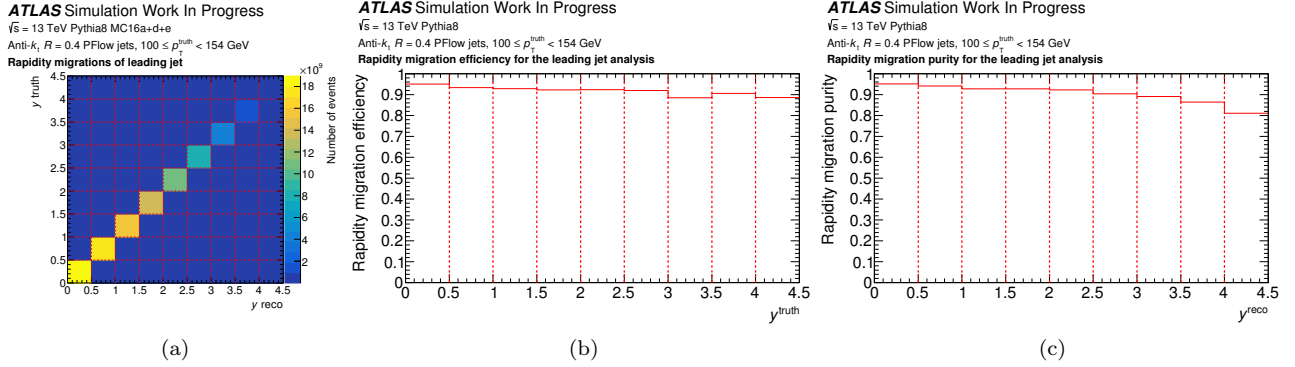 ATLAS Simulation Work In Progress
√s = 13 TeV Pythia8 MC16a+d+e
Anti-kt R = 0.4 PFlow jets, 100 ≤ pTtruth < 154 GeV
Rapidity migrations of leading jet
×10^9
y truth
4.5
4
3.5
3
2.5
2
1.5
1
0.5
0
0 0.5 1 1.5 2 2.5 3 3.5 4 4.5
y reco
18
16
14
12
10
8
6
4
2
Number of events
(a)
ATLAS Simulation Work In Progress
√s = 13 TeV Pythia8
Anti-kt R = 0.4 PFlow jets, 100 ≤ pTtruth < 154 GeV
Rapidity migration efficiency for the leading jet analysis
Rapidity migration efficiency
1
0.9
0.8
0.7
0.6
0.5
0.4
0.3
0.2
0.1
0
0 0.5 1 1.5 2 2.5 3 3.5 4 4.5
ytruth
(b)
ATLAS Simulation Work In Progress
√s = 13 TeV Pythia8
Anti-kt R = 0.4 PFlow jets, 100 ≤ pTtruth < 154 GeV
Rapidity migration purity for the leading jet analysis
Rapidity migration purity
1
0.9
0.8
0.7
0.6
0.5
0.4
0.3
0.2
0.1
0
0 0.5 1 1.5 2 2.5 3 3.5 4 4.5
yreco
(c)